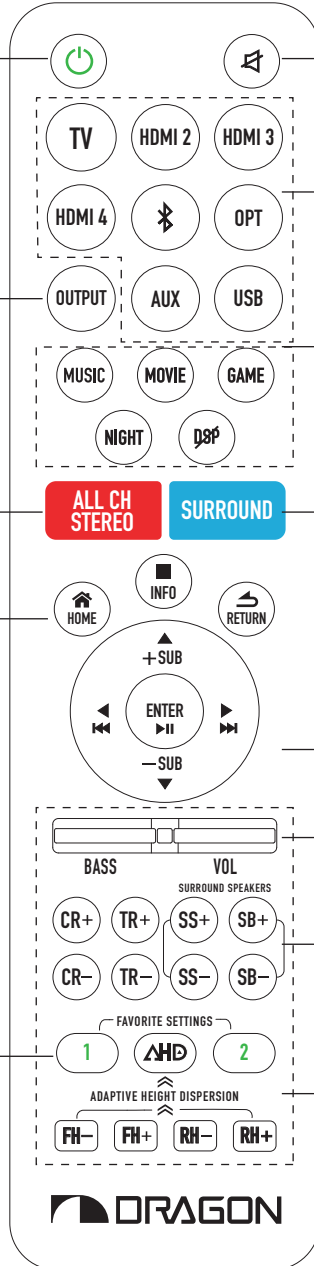 TV HDMI 2 HDMI 3
HDMI 4 OPT
OUTPUT AUX USB
MUSIC MOVIE GAME
NIGHT DSP
ALL CH
STEREO
SURROUND
INFO
HOME
RETURN
+SUB
ENTER
−SUB
BASS VOL
SURROUND SPEAKERS
CR+ TR+ SS+ SB+
CR− TR− SS− SB−
FAVORITE SETTINGS
1 AHD 2
ADAPTIVE HEIGHT DISPERSION
FH− FH+ RH− RH+
DRAGON